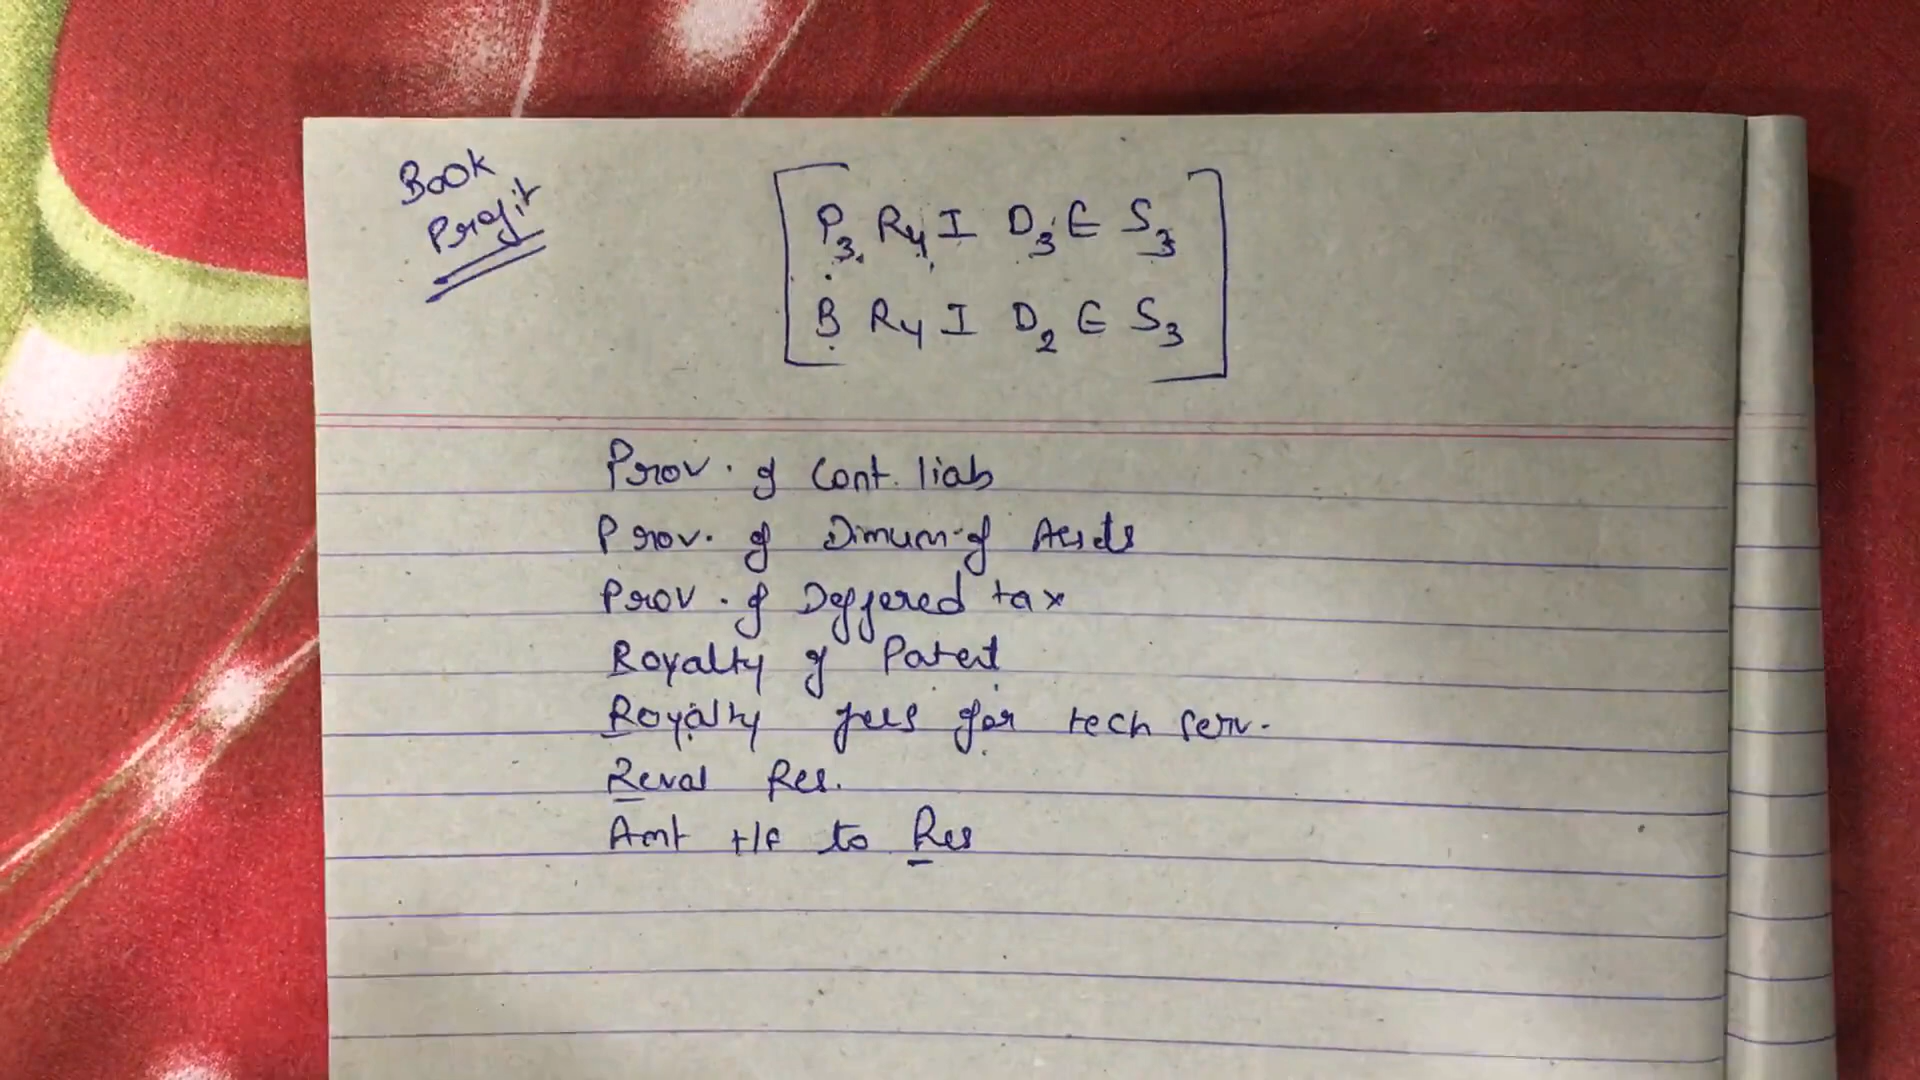 Book
Profit
P3 R4 I D3 E S3
B R4 I D2 E S3
Prov. of Cont. liab
Prov. of Dimun. of Assets
Prov. of Deffered tax
Royalty of Patent
Royalty fees for tech serv.
Reval Res.
Amt t/f to Res